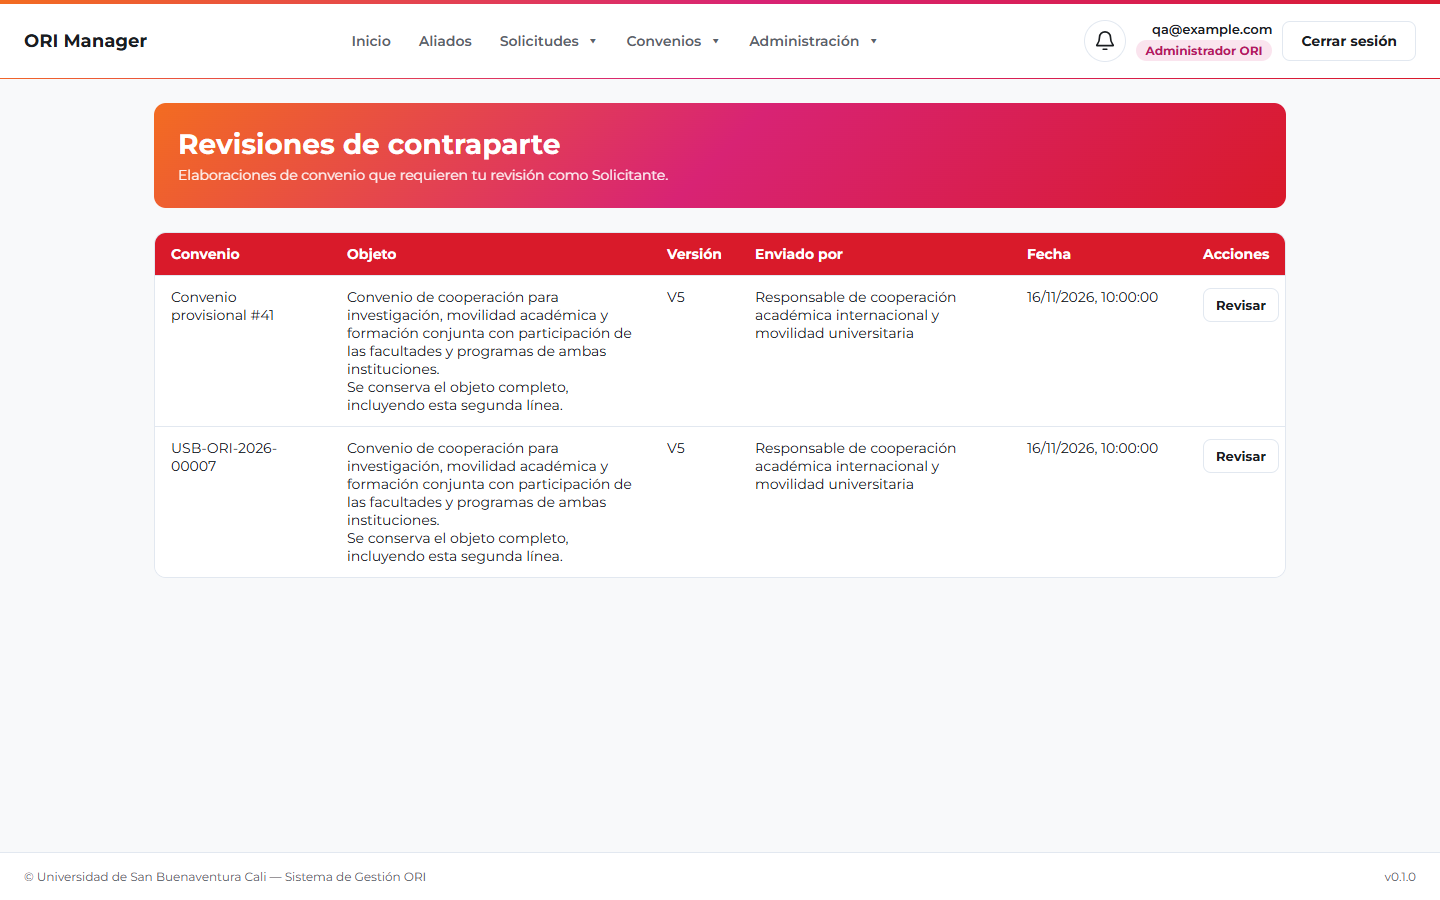 ORI Manager
Inicio
Aliados
Solicitudes
Convenios
Administración
qa@example.com
Administrador ORI
Cerrar sesión
Revisiones de contraparte
Elaboraciones de convenio que requieren tu revisión como Solicitante.
Convenio
Objeto
Versión
Enviado por
Fecha
Acciones
Convenio
provisional #41
Convenio de cooperación para
investigación, movilidad académica y
formación conjunta con participación de
las facultades y programas de ambas
instituciones.
Se conserva el objeto completo,
incluyendo esta segunda línea.
V5
Responsable de cooperación
académica internacional y
movilidad universitaria
16/11/2026, 10:00:00
Revisar
USB-ORI-2026-
00007
Convenio de cooperación para
investigación, movilidad académica y
formación conjunta con participación de
las facultades y programas de ambas
instituciones.
Se conserva el objeto completo,
incluyendo esta segunda línea.
V5
Responsable de cooperación
académica internacional y
movilidad universitaria
16/11/2026, 10:00:00
Revisar
© Universidad de San Buenaventura Cali — Sistema de Gestión ORI
v0.1.0